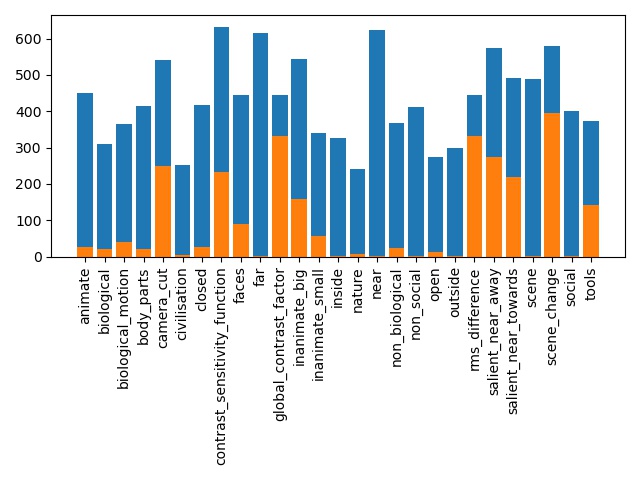 600
500
400
300
200
100
0
animate
biological
biological_motion
body_parts
camera_cut
civilisation
closed
contrast_sensitivity_function
faces
far
global_contrast_factor
inanimate_big
inanimate_small
inside
nature
near
non_biological
non_social
open
outside
rms_difference
salient_near_away
salient_near_towards
scene
scene_change
social
tools